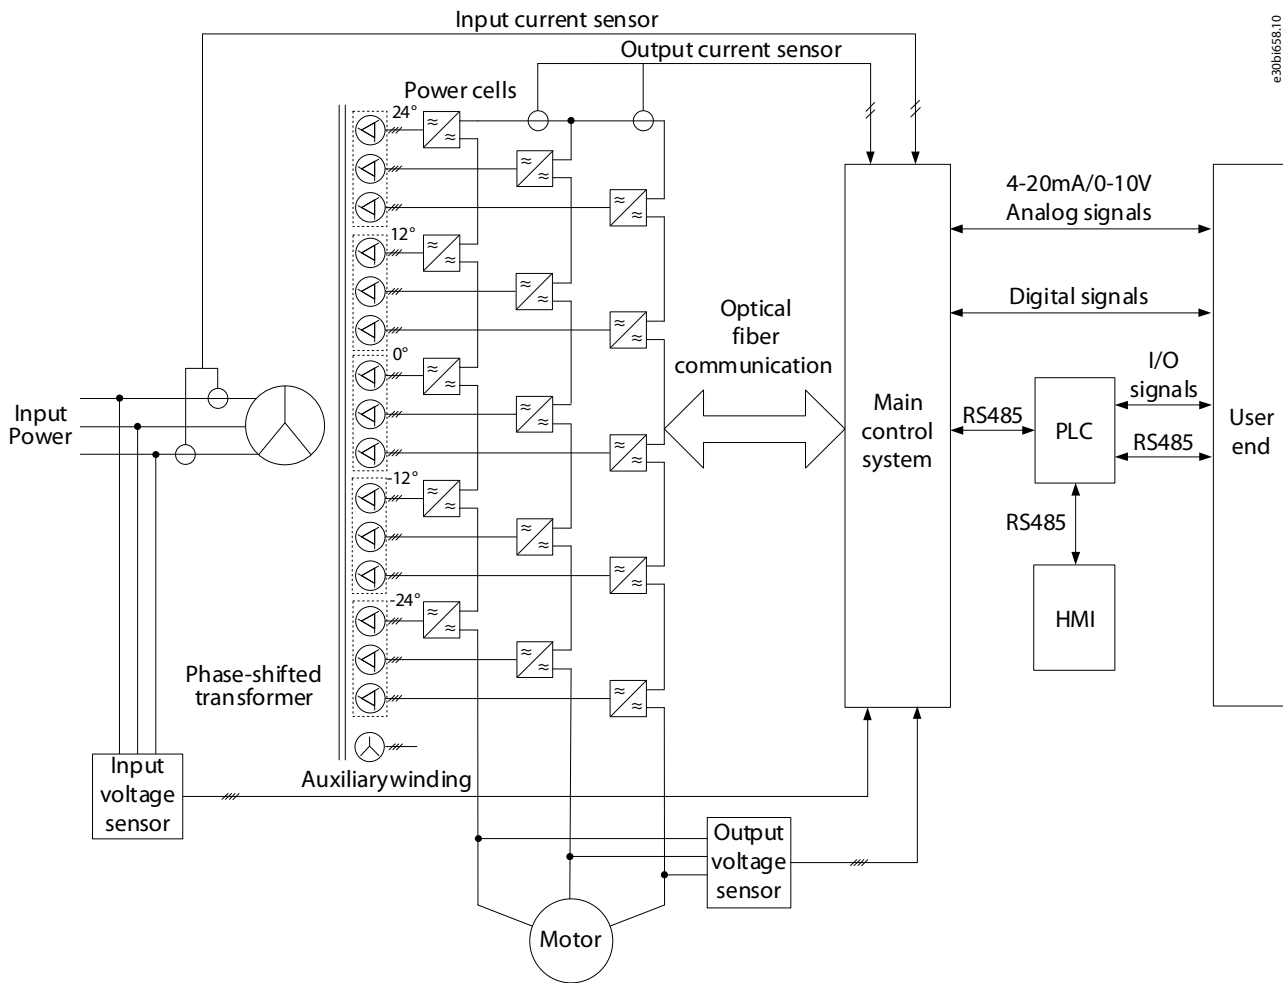 Input current sensor
Output current sensor
e30bi658.10
Power cells
24°
12°
0°
-12°
-24°
4-20mA/0-10V
Analog signals
Digital signals
Optical
fiber
communication
I/O
signals
Input
Power
Main
control
system
RS485
PLC
RS485
User
end
RS485
HMI
Phase-shifted
transformer
Auxiliary winding
Input
voltage
sensor
Output
voltage
sensor
Motor